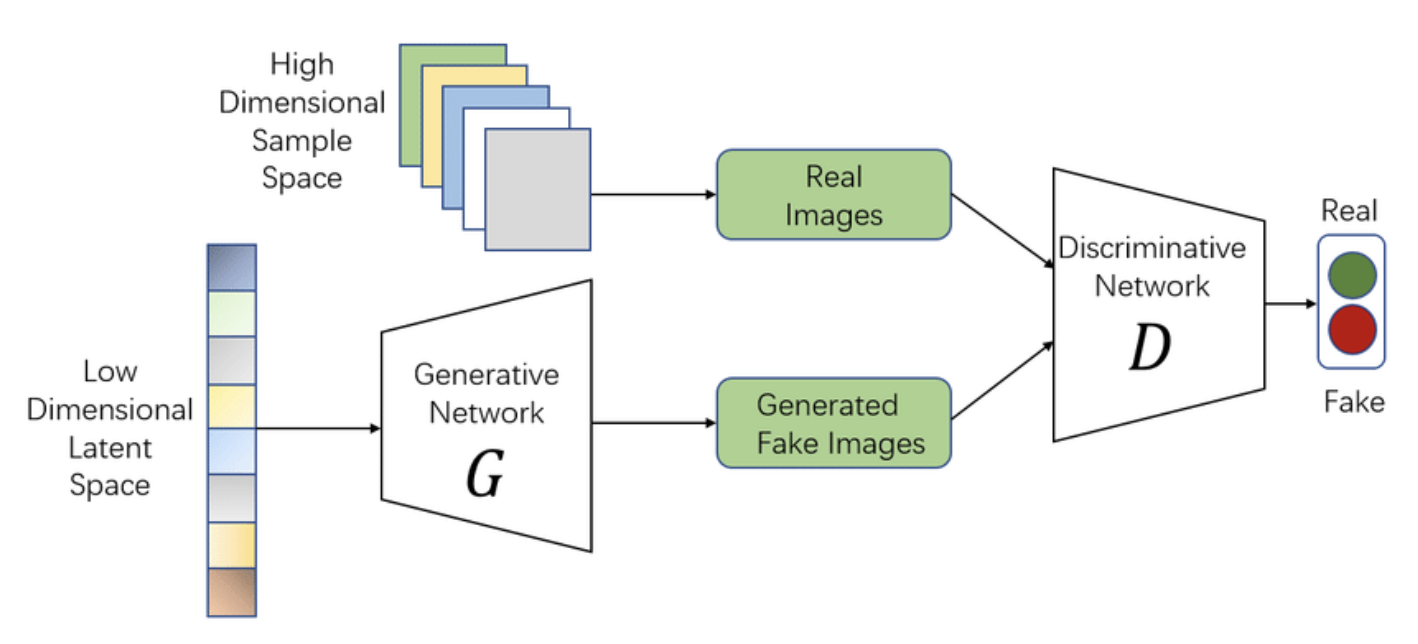 High
Dimensional
Sample
Space
Real
Images
Low
Dimensional
Latent
Space
Generative
Network
G
Generated
Fake Images
Discriminative
Network
D
Real
Fake